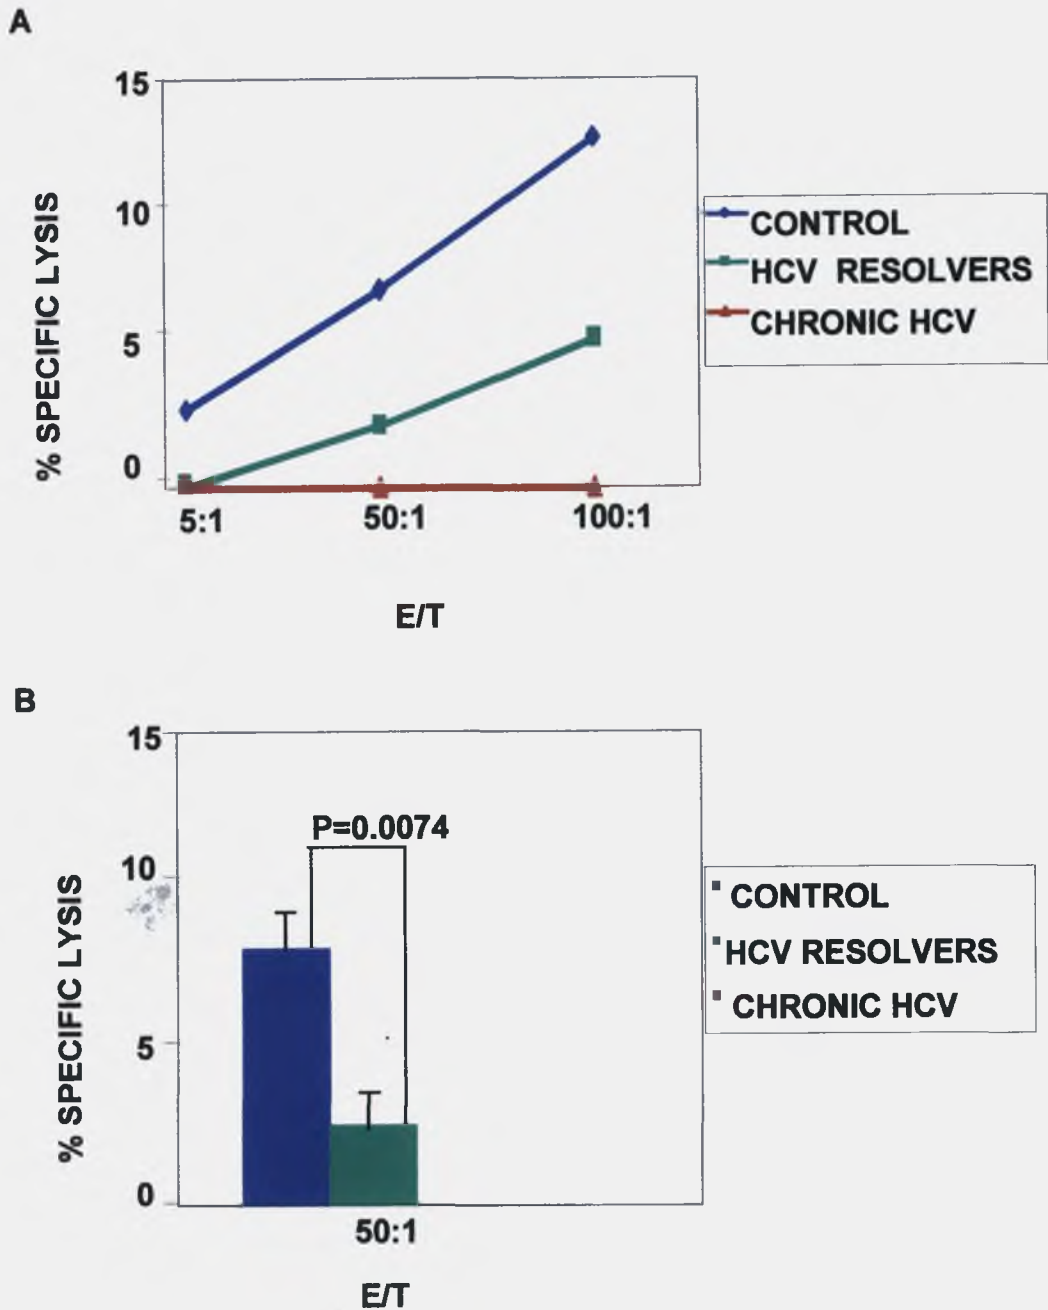 A
15
10
5
0
% SPECIFIC LYSIS
5:1 50:1 100:1
E/T
CONTROL
HCV RESOLVERS
CHRONIC HCV
B
15
10
5
0
% SPECIFIC LYSIS
P=0.0074
50:1
E/T
CONTROL
HCV RESOLVERS
CHRONIC HCV